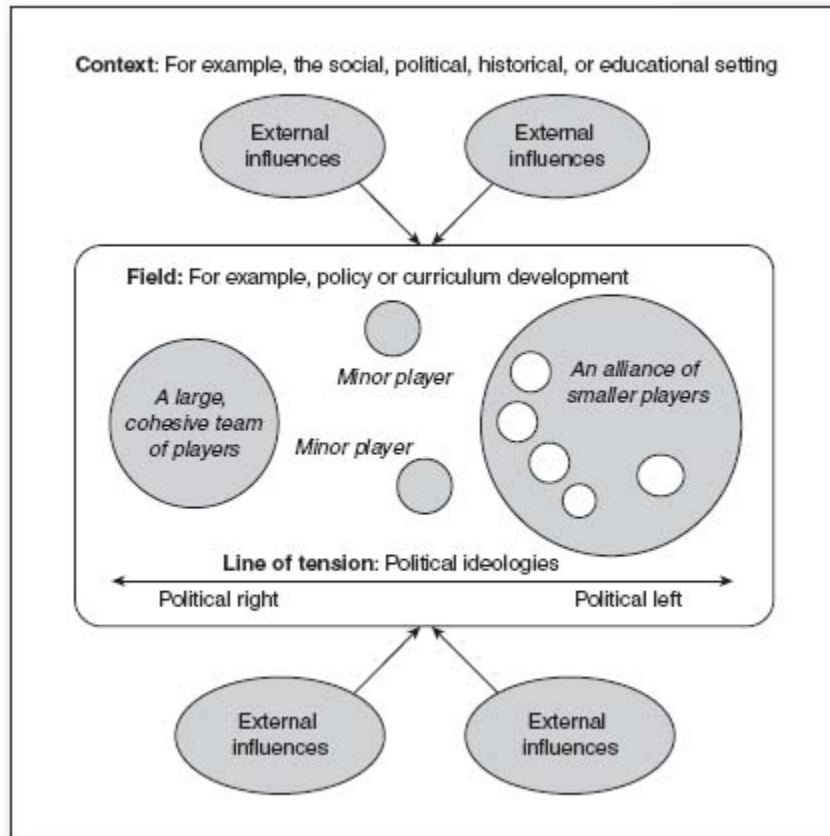 Context: For example, the social, political, historical, or educational setting
External
influences
External
influences
Field: For example, policy or curriculum development
A large,
cohesive team
of players
Minor player
Minor player
An alliance of
smaller players
Line of tension: Political ideologies
Political right
Political left
External
influences
External
influences